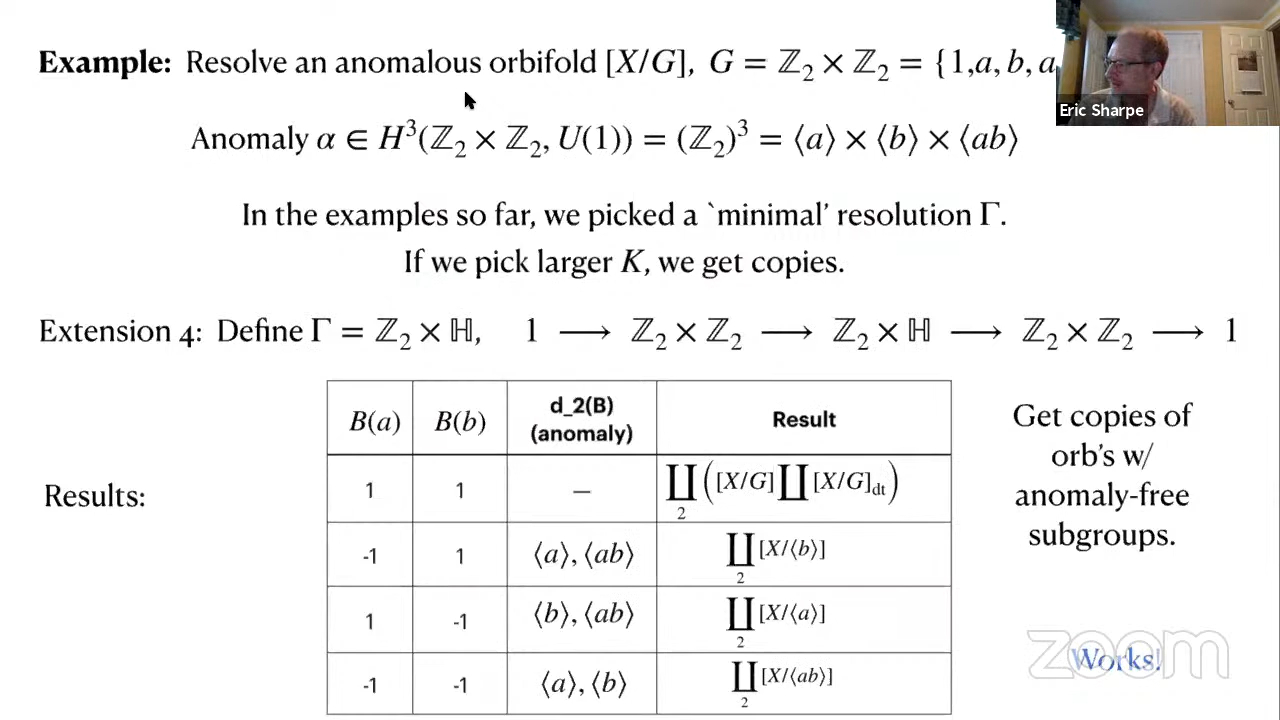 Example: Resolve an anomalous orbifold [X/G], G = ℤ₂ × ℤ₂ = {1,a, b, a
Eric Sharpe
Anomaly α ∈ H³(ℤ₂ × ℤ₂, U(1)) = (ℤ₂)³ = ⟨a⟩ × ⟨b⟩ × ⟨ab⟩
In the examples so far, we picked a `minimal' resolution Γ.
If we pick larger K, we get copies.
Extension 4: Define Γ = ℤ₂ × ℍ, 1 ⟶ ℤ₂ × ℤ₂ ⟶ ℤ₂ × ℍ ⟶ ℤ₂ × ℤ₂ ⟶ 1
Results:
B(a) B(b) d_2(B) (anomaly) Result
1 1 – ∐₂ ([X/G] ∐ [X/G]dt)
-1 1 ⟨a⟩, ⟨ab⟩ ∐₂ [X/⟨b⟩]
1 -1 ⟨b⟩, ⟨ab⟩ ∐₂ [X/⟨a⟩]
-1 -1 ⟨a⟩, ⟨b⟩ ∐₂ [X/⟨ab⟩]
Get copies of
orb's w/
anomaly-free
subgroups.
Works!
zoom